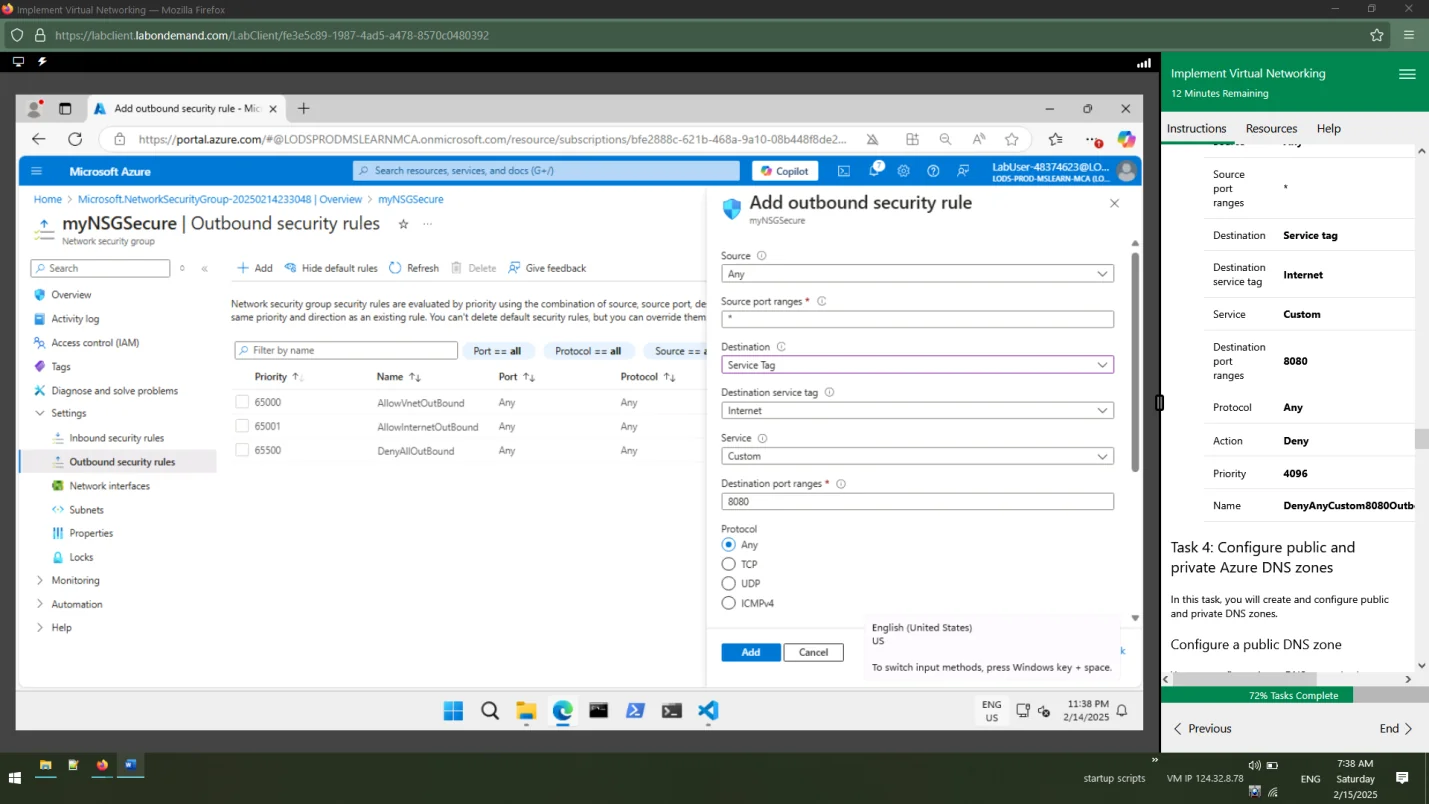 Implement Virtual Networking — Mozilla Firefox
https://labclient.labondemand.com/LabClient/fe3e5c89-1987-4ad5-a478-8570c0480392
Add outbound security rule - Mic
https://portal.azure.com/#@LODSPRODMSLEARNMCA.onmicrosoft.com/resource/subscriptions/bfe2888c-621b-468a-9a10-08b448f8de2...
Microsoft Azure
Search resources, services, and docs (G+/)
Copilot
7
LabUser-48374623@LO...
LODS-PROD-MSLEARN-MCA (LO...
Home > Microsoft.NetworkSecurityGroup-20250214233048 | Overview > myNSGSecure
myNSGSecure | Outbound security rules
Network security group
Search
Overview
Activity log
Access control (IAM)
Tags
Diagnose and solve problems
Settings
Inbound security rules
Outbound security rules
Network interfaces
Subnets
Properties
Locks
Monitoring
Automation
Help
Add
Hide default rules
Refresh
Delete
Give feedback
Network security group security rules are evaluated by priority using the combination of source, source port, de
same priority and direction as an existing rule. You can't delete default security rules, but you can override them
Filter by name
Port == all
Protocol == all
Source == a
Priority ↑↓ Name ↑↓ Port ↑↓ Protocol ↑↓
65000 AllowVnetOutBound Any Any
65001 AllowInternetOutBound Any Any
65500 DenyAllOutBound Any Any
Add outbound security rule
myNSGSecure
Source
Any
Source port ranges *
*
Destination
Service Tag
Destination service tag
Internet
Service
Custom
Destination port ranges *
8080
Protocol
Any
TCP
UDP
ICMPv4
Add
Cancel
English (United States)
US
To switch input methods, press Windows key + space.
ENG
US
11:38 PM
2/14/2025
Implement Virtual Networking
12 Minutes Remaining
Instructions Resources Help
Source
port
ranges
*
Destination Service tag
Destination
service tag
Internet
Service Custom
Destination
port
ranges
8080
Protocol Any
Action Deny
Priority 4096
Name DenyAnyCustom8080Outb
Task 4: Configure public and
private Azure DNS zones
In this task, you will create and configure public
and private DNS zones.
Configure a public DNS zone
72% Tasks Complete
< Previous
End >
startup scripts
VM IP 124.32.8.78
ENG
7:38 AM
Saturday
2/15/2025